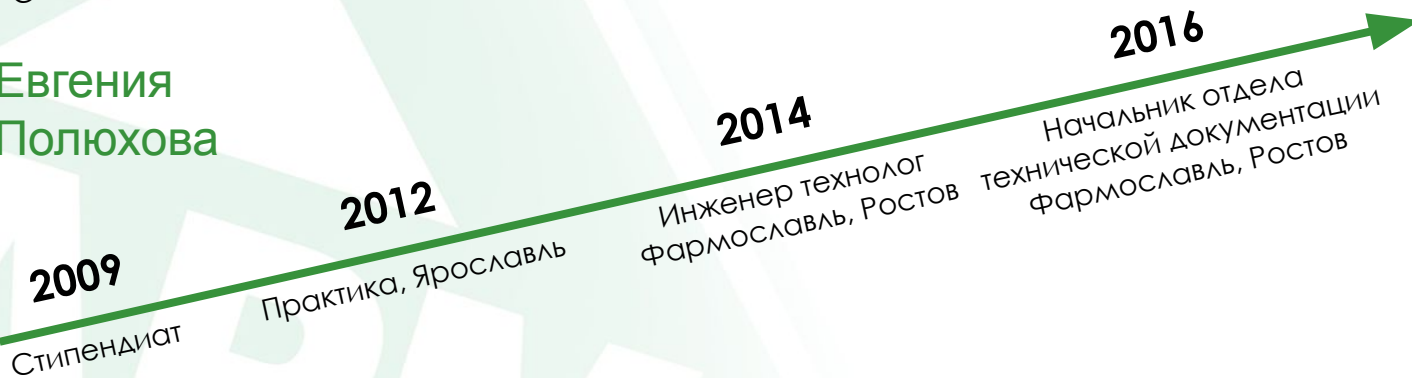 Евгения
Полюхова
2009
Стипендиат
2012
Практика, Ярославль
2014
Инженер технолог
Фармославль, Ростов
2016
Начальник отдела
технической документации
Фармославль, Ростов